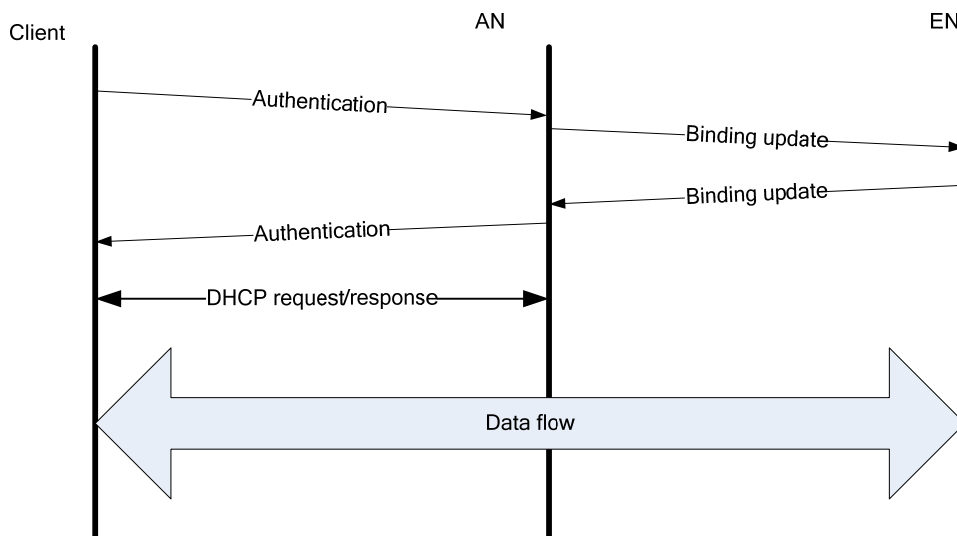 Client
AN
EN
Authentication
Binding update
Binding update
Authentication
DHCP request/response
Data flow